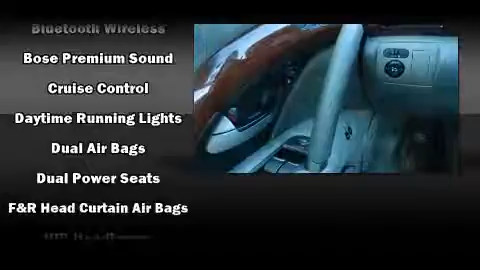 Bluetooth Wireless
Bose Premium Sound
Cruise Control
Daytime Running Lights
Dual Air Bags
Dual Power Seats
F&R Head Curtain Air Bags